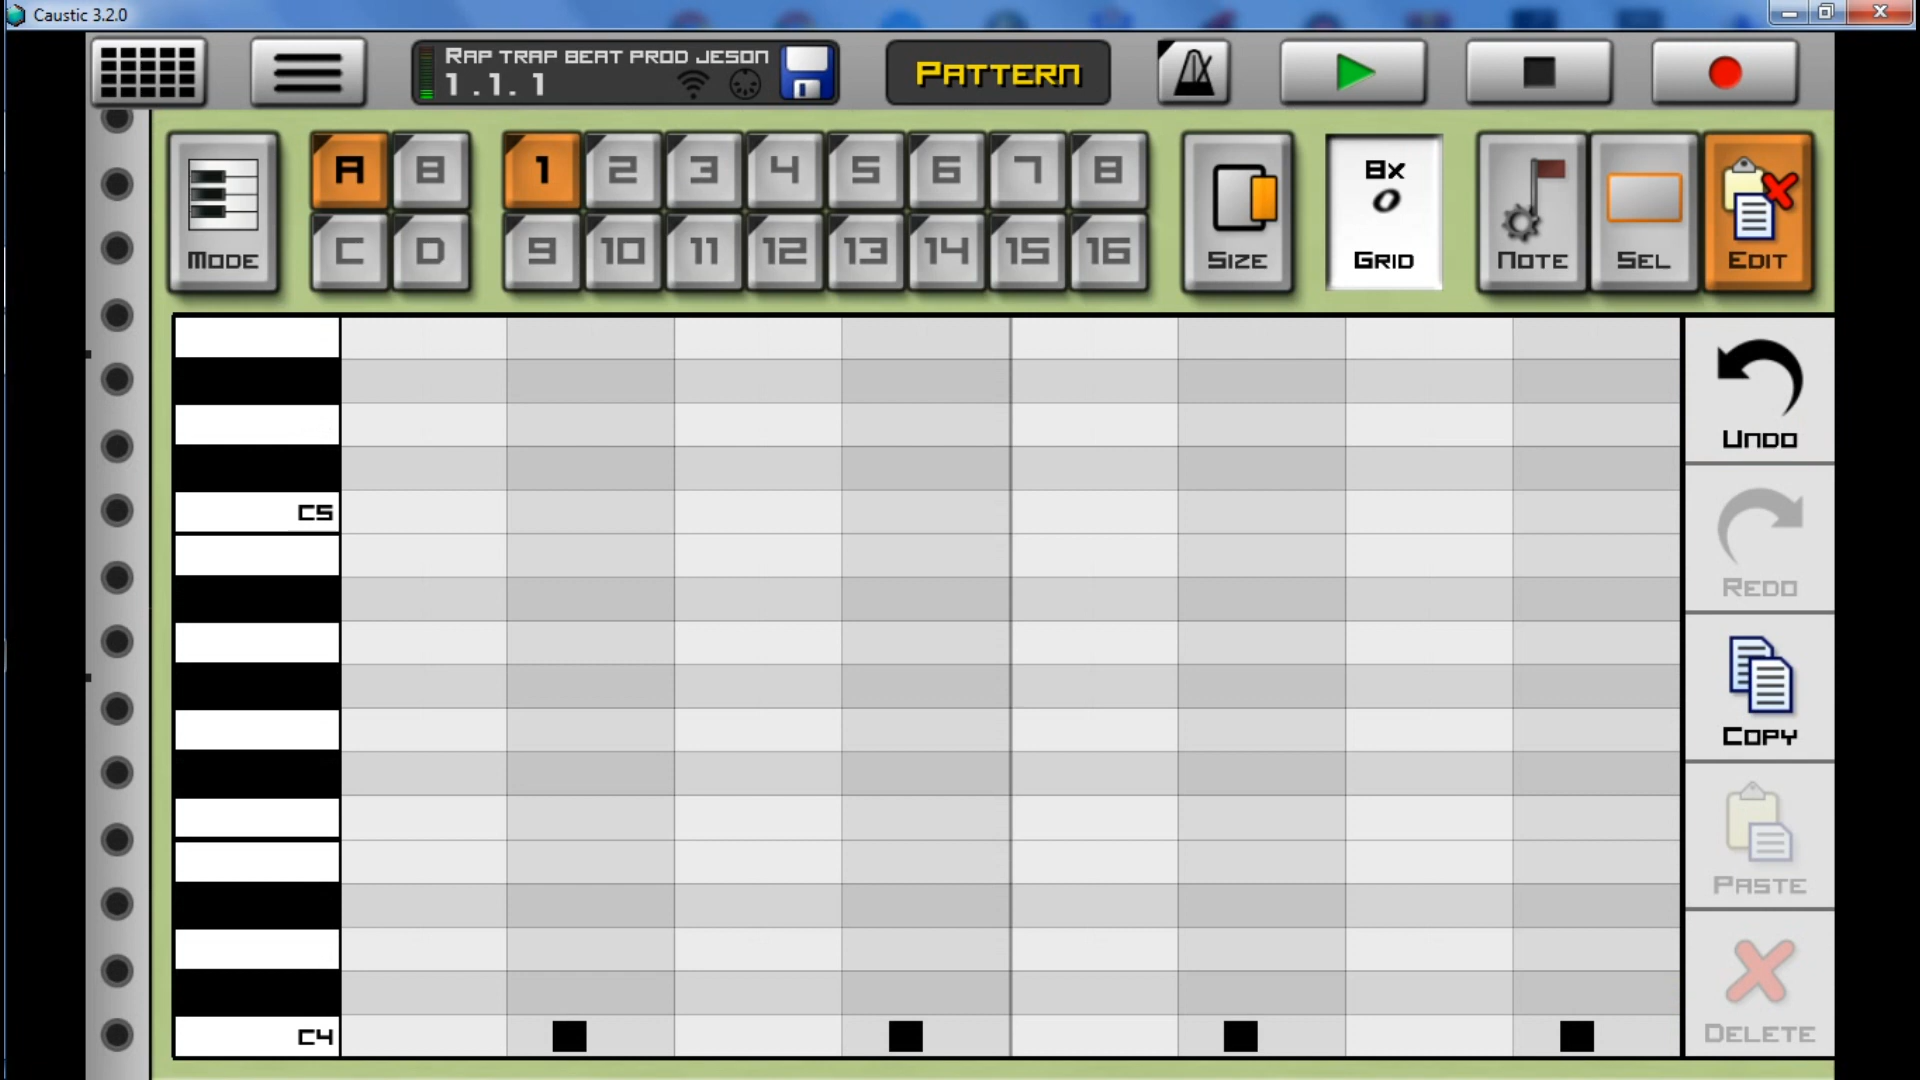 Caustic 3.2.0
RAP TRAP BEAT PROD JESON
1.1.1
PATTERN
MODE
A B 1 2 3 4 5 6 7 8
C D 9 10 11 12 13 14 15 16
SIZE
8x
GRID
NOTE
SEL
EDIT
UNDO
C5
REDO
COPY
PASTE
DELETE
C4